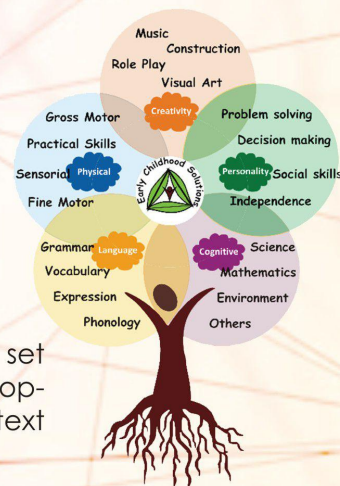 Music
Construction
Role Play
Visual Art
Creativity
Gross Motor
Practical Skills
Sensorial
Fine Motor
Physical
Early Childhood Solutions
Problem solving
Decision making
Social skills
Independence
Personality
Grammar
Vocabulary
Expression
Phonology
Language
Cognitive
Science
Mathematics
Environment
Others
set
op-
text